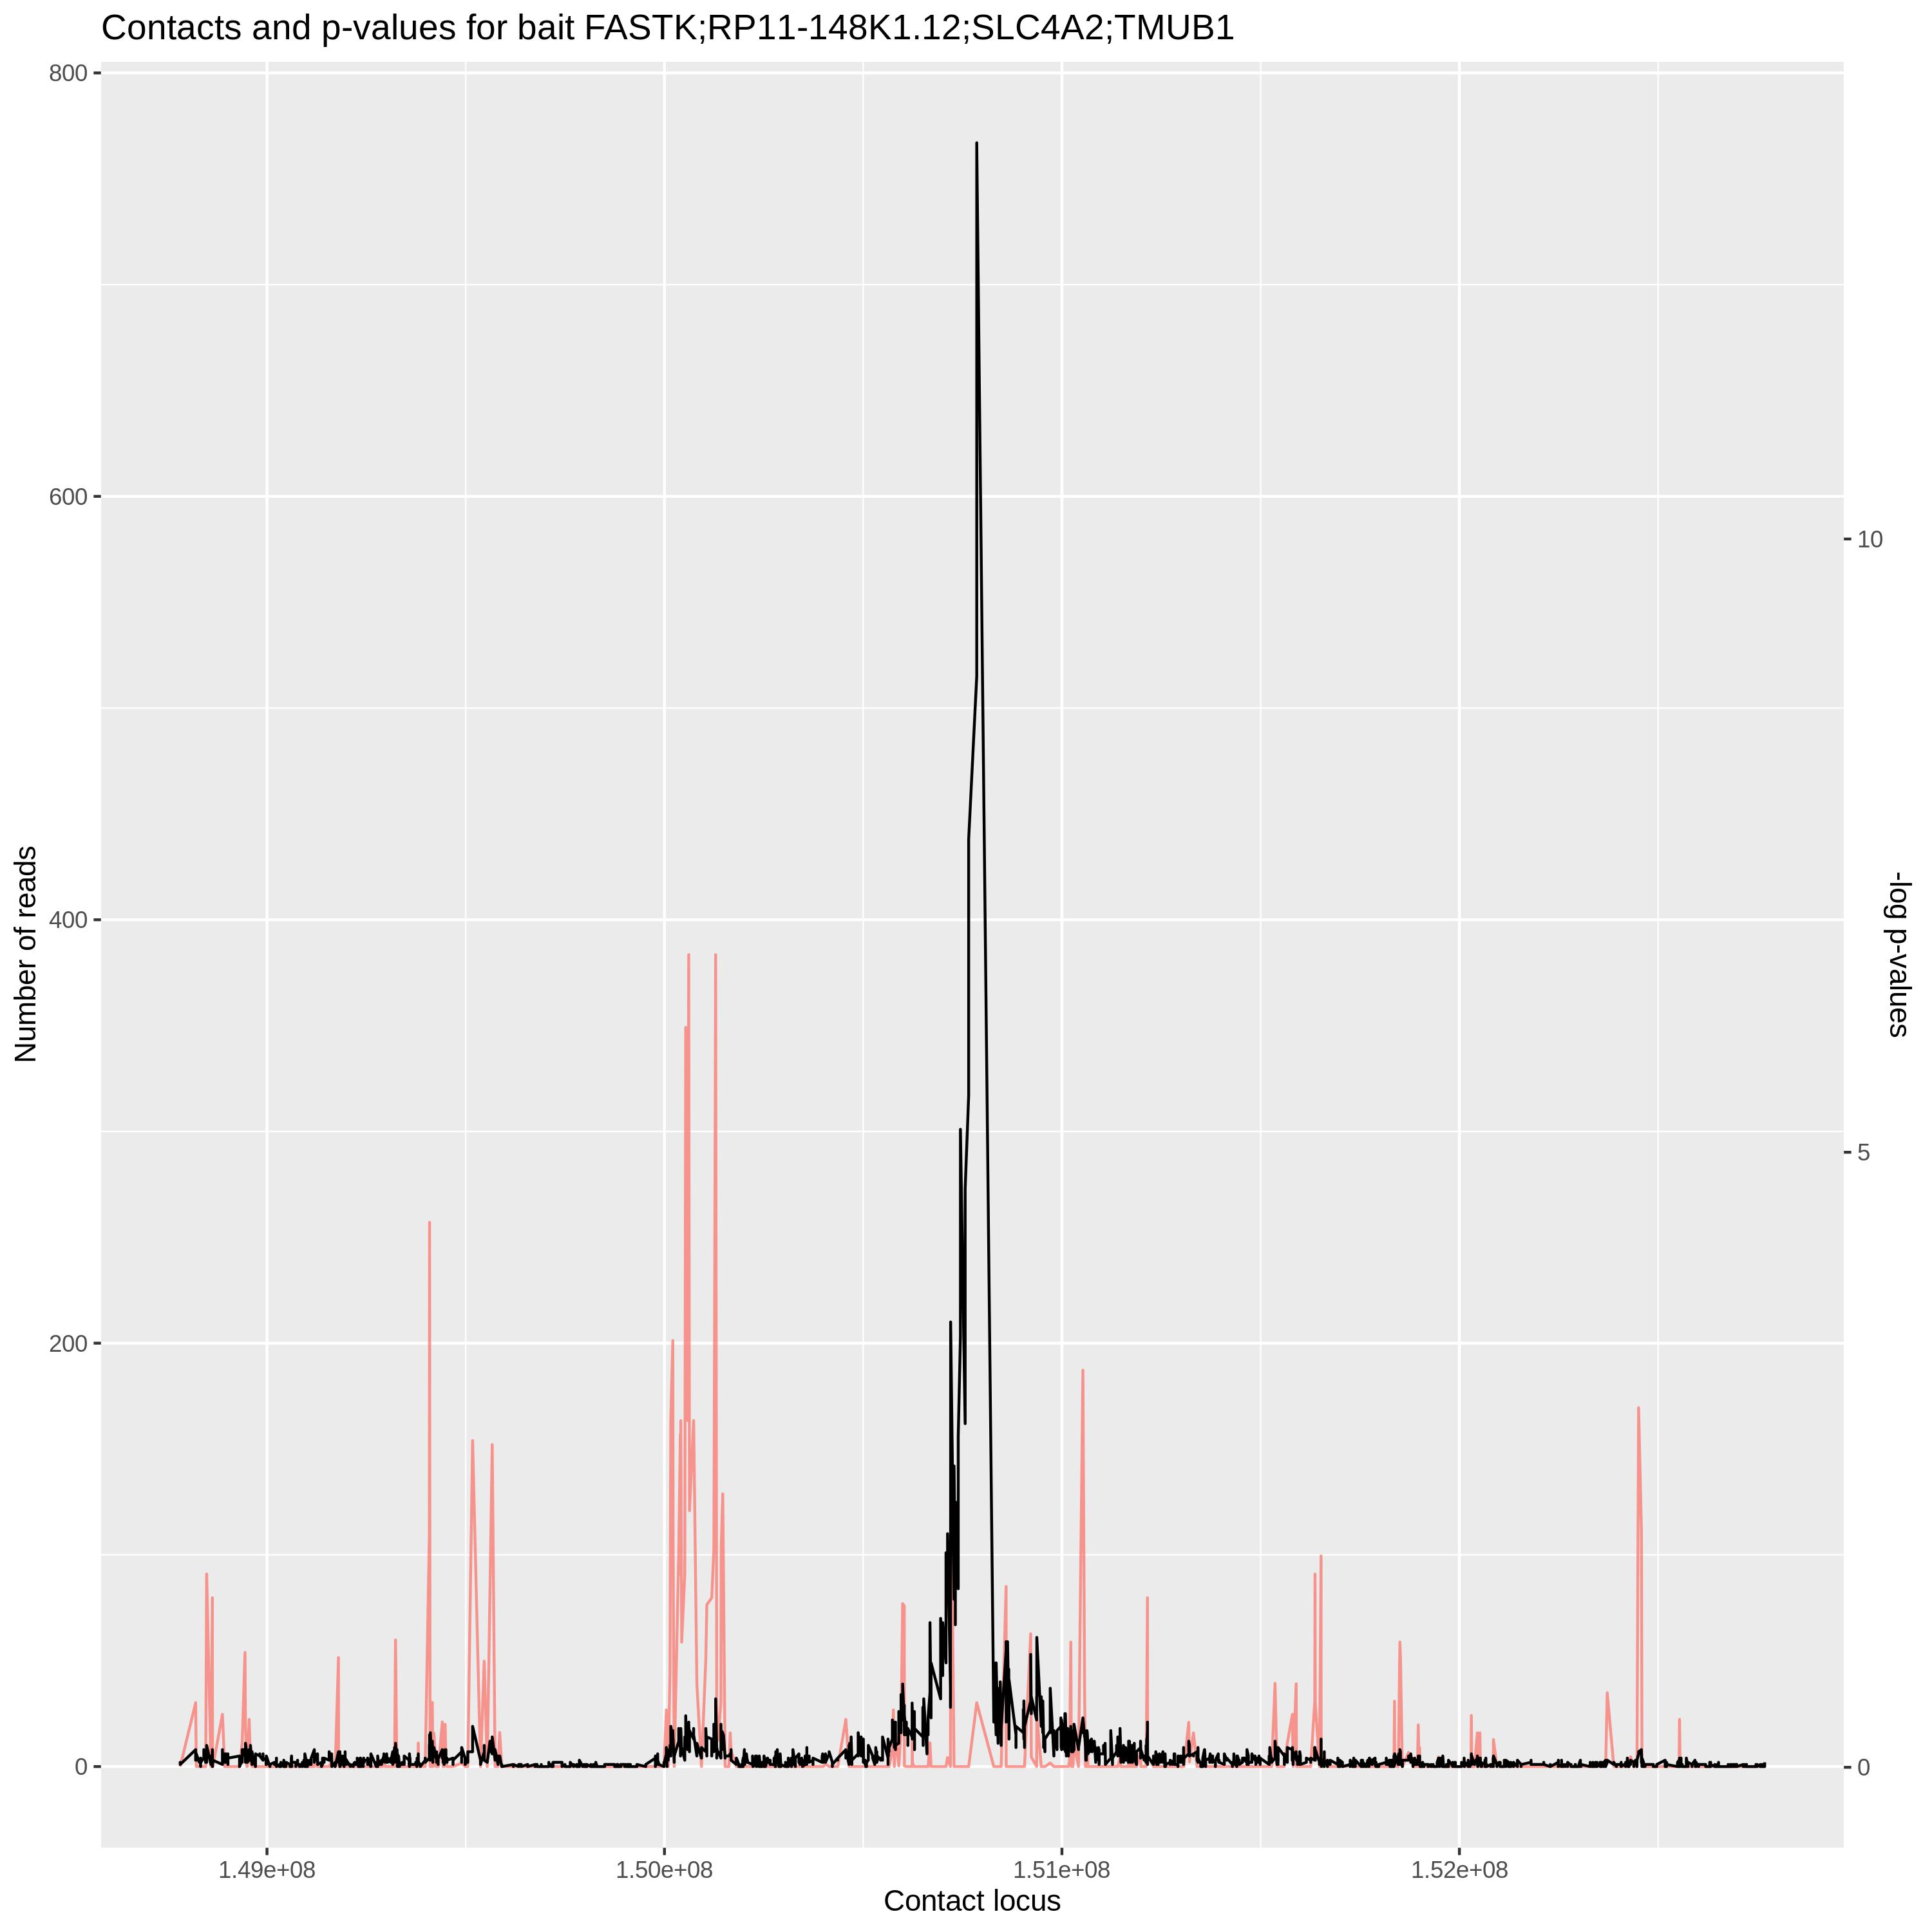 Contacts and p-values for bait FASTK;RP11-148K1.12;SLC4A2;TMUB1
800
600
400
200
0
Number of reads
10
5
0
-log p-values
1.49e+08
1.50e+08
1.51e+08
1.52e+08
Contact locus